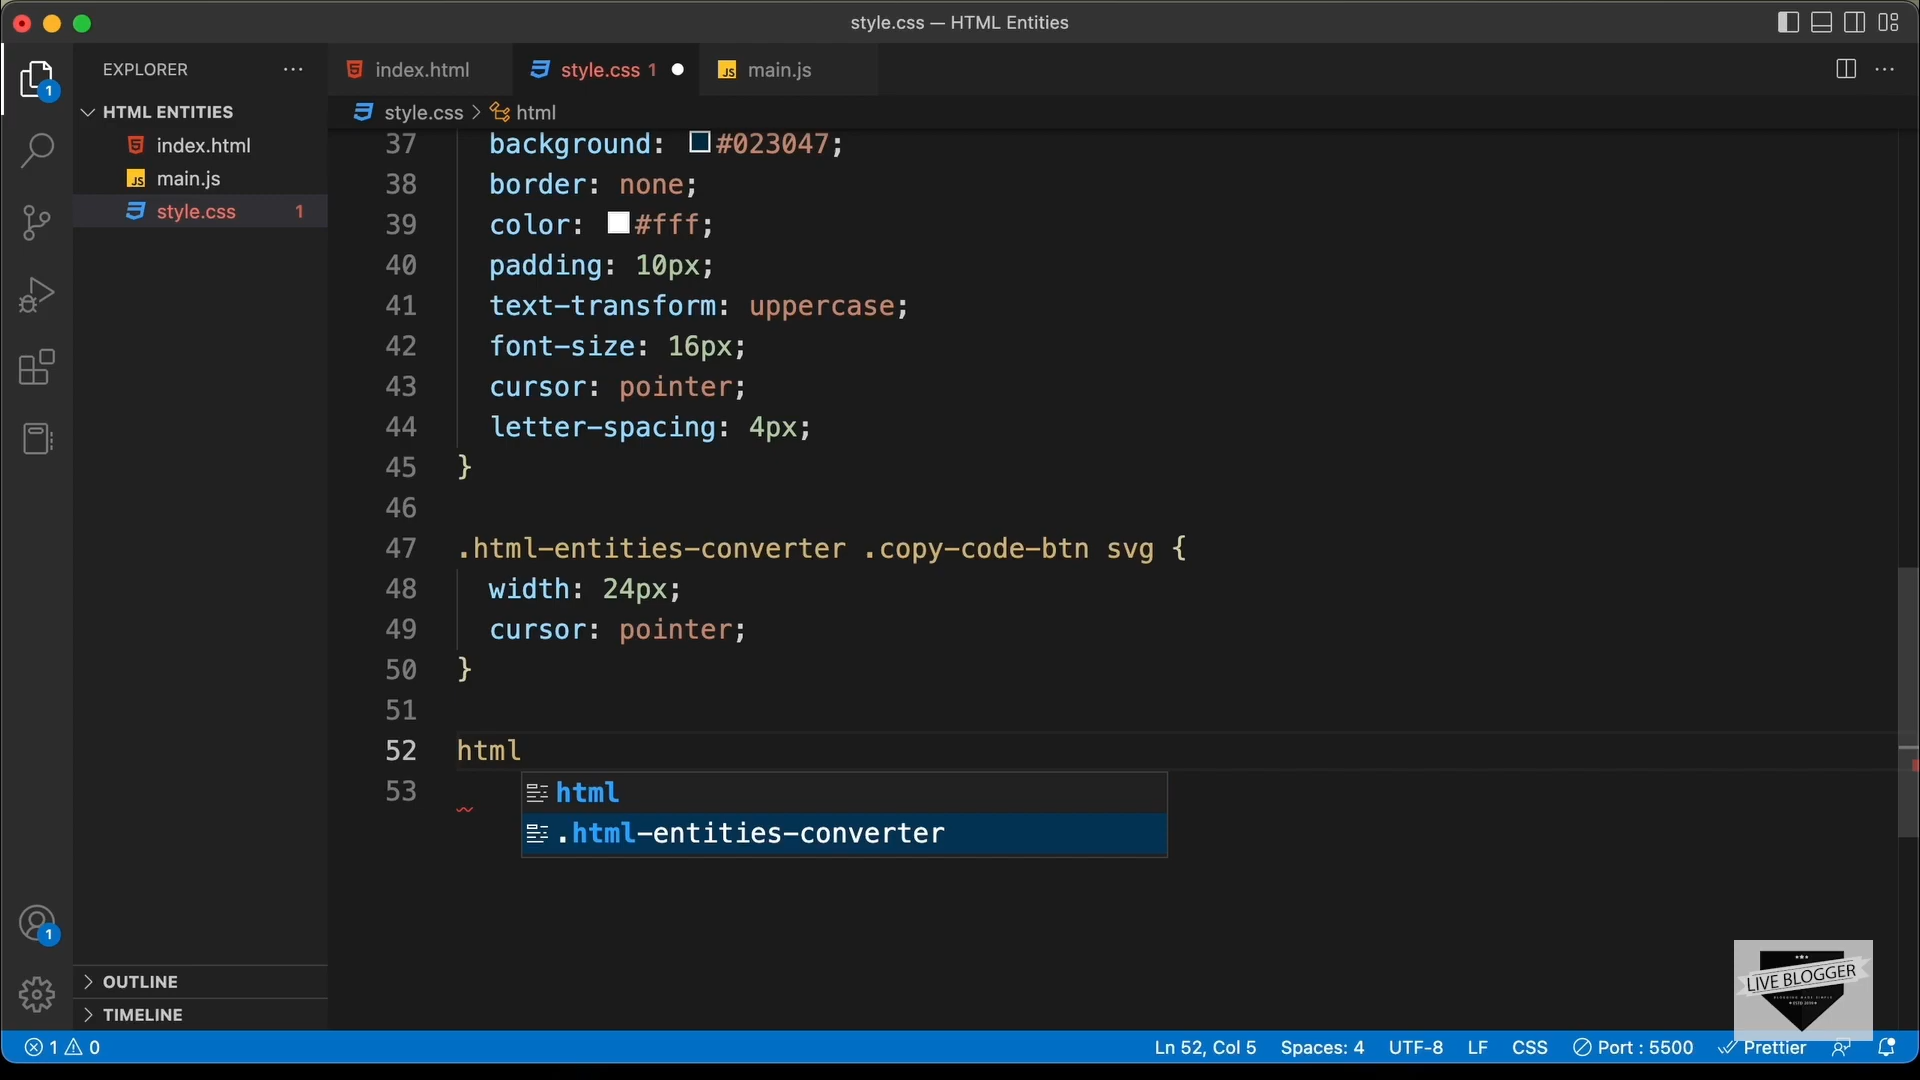 style.css — HTML Entities
EXPLORER
index.html
style.css 1
main.js
1
HTML ENTITIES
index.html
main.js
style.css 1
style.css > html
37 background: #023047;
38 border: none;
39 color: #fff;
40 padding: 10px;
41 text-transform: uppercase;
42 font-size: 16px;
43 cursor: pointer;
44 letter-spacing: 4px;
45 }
46
47 .html-entities-converter .copy-code-btn svg {
48 width: 24px;
49 cursor: pointer;
50 }
51
52 html
53
html
.html-entities-converter
1
OUTLINE
TIMELINE
LIVE BLOGGER
1 0
Ln 52, Col 5 Spaces: 4 UTF-8 LF CSS Port : 5500 Prettier